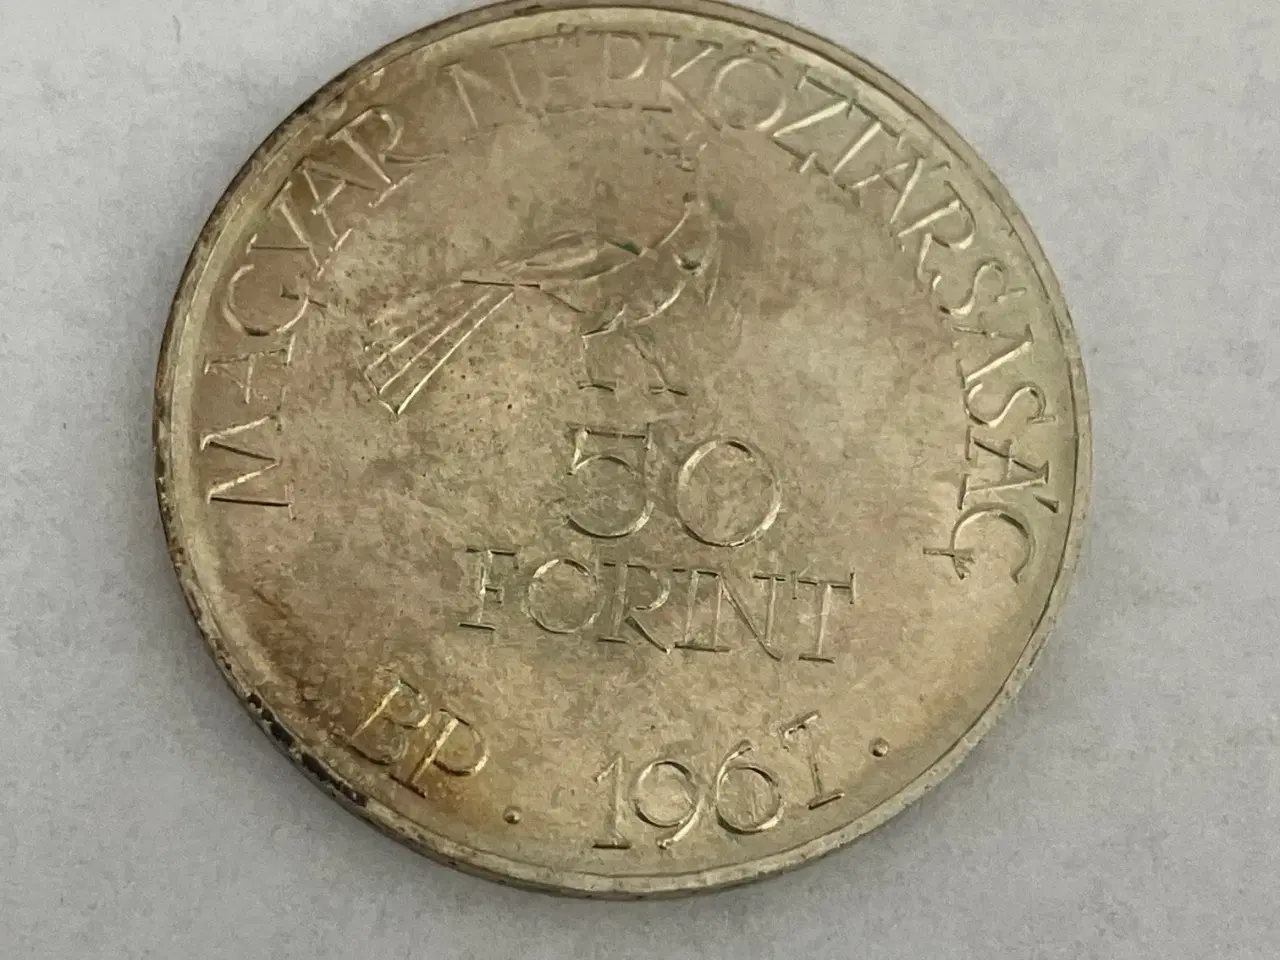 MAGYAR NÉPKÖZTÁRSASÁG
50
FORINT
BP · 1961 ·